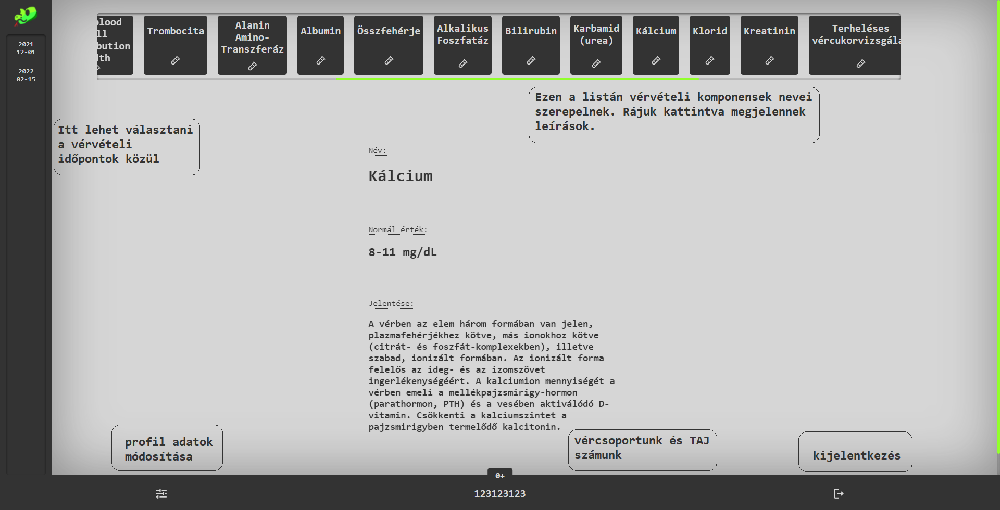 2021
12-01
2022
02-15
blood
ll
bution
dth
Trombocita
Alanin
Amino-
Transzferáz
Albumin
Összfehérje
Alkalikus
Foszfatáz
Bilirubin
Karbamid
(urea)
Kálcium
Klorid
Kreatinin
Terheléses
vércukorvizsgála
Ezen a listán vérvételi komponensek nevei
szerepelnek. Rájuk kattintva megjelennek
leírások.
Itt lehet választani
a vérvételi
időpontok közül
Név:
Kálcium
Normál érték:
8-11 mg/dL
Jelentése:
A vérben az elem három formában van jelen,
plazmafehérjékhez kötve, más ionokhoz kötve
(citrát- és foszfát-komplexekben), illetve
szabad, ionizált formában. Az ionizált forma
felelős az ideg- és az izomszövet
ingerlékenységéért. A kalciumion mennyiségét a
vérben emeli a mellékpajzsmirigy-hormon
(parathormon, PTH) és a vesében aktiválódó D-
vitamin. Csökkenti a kalciumszintet a
pajzsmirigyben termelődő kalcitonin.
profil adatok
módosítása
vércsoportunk és TAJ
számunk
kijelentkezés
0+
123123123